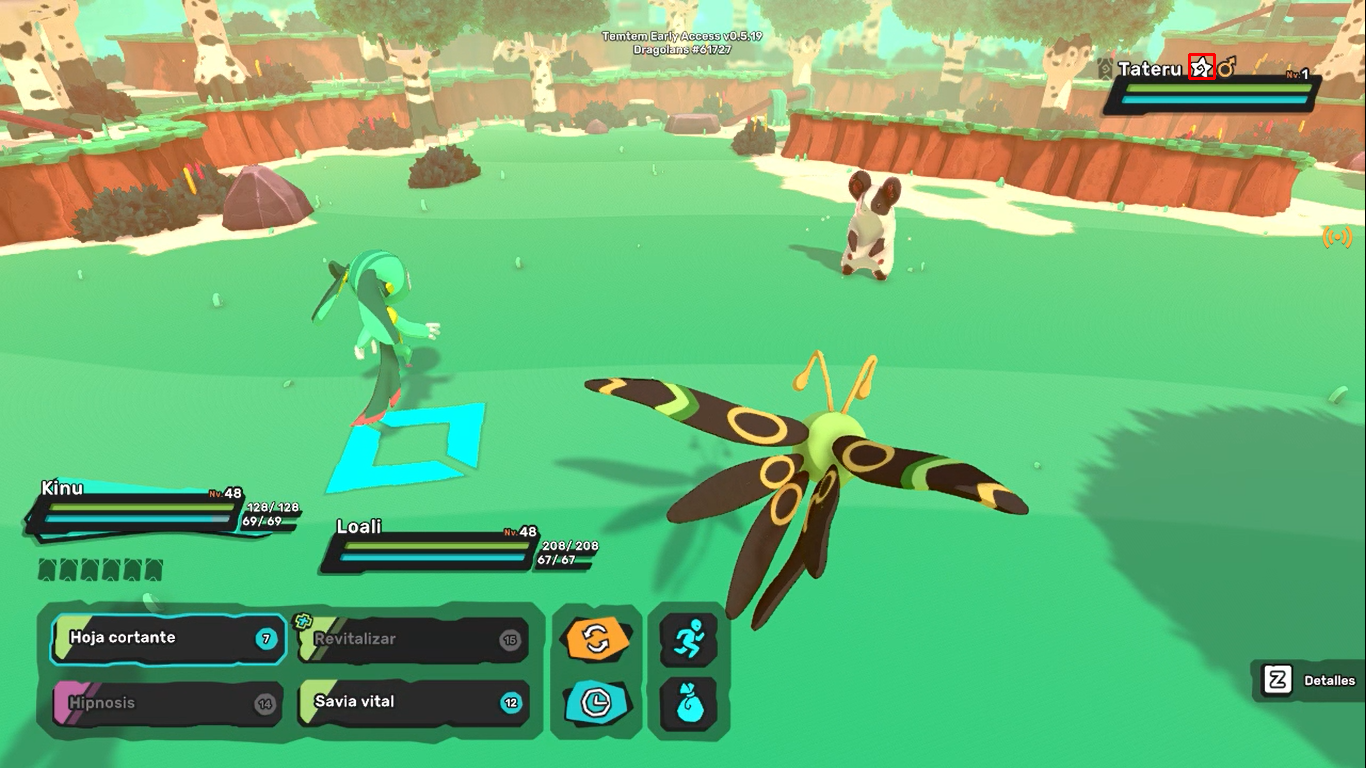 Temtem Early Access v0.5.19
Dragolans #61727
Tateru
Nv. 1
Kinu
Nv. 48
128/128
69/69
Loali
Nv. 48
208/208
67/67
Hoja cortante 7
Revitalizar 15
Hipnosis 14
Savia vital 12
Z Detalles